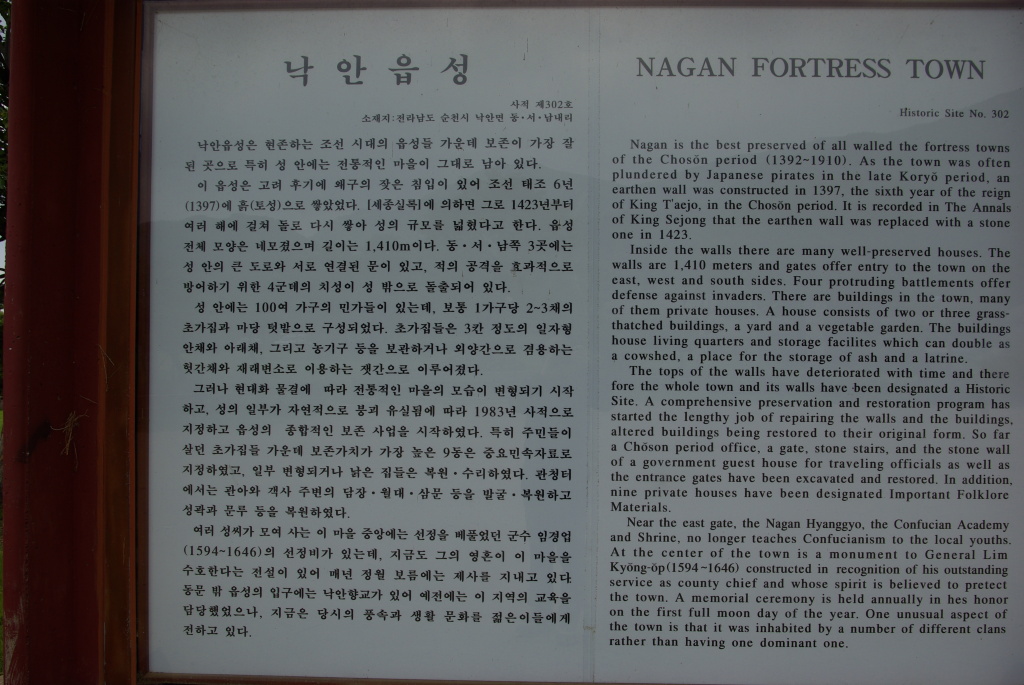 낙안읍성
사적 제302호
소재지:전라남도 순천시 낙안면 동·서·남내리
낙안읍성은 현존하는 조선 시대의 읍성들 가운데 보존이 가장 잘
된 곳으로 특히 성 안에는 전통적인 마을이 그대로 남아 있다.
이 읍성은 고려 후기에 왜구의 잦은 침입이 있어 조선 태조 6년
(1397)에 흙(토성)으로 쌓았었다. [세종실록]에 의하면 그로 1423년부터
여러 해에 걸쳐 돌로 다시 쌓아 성의 규모를 넓혔다고 한다. 읍성
전체 모양은 네모졌으며 길이는 1,410m이다. 동·서·남쪽 3곳에는
성 안의 큰 도로와 서로 연결된 문이 있고, 적의 공격을 효과적으로
방어하기 위한 4군데의 치성이 성 밖으로 돌출되어 있다.
성 안에는 100여 가구의 민가들이 있는데, 보통 1가구당 2~3채의
초가집과 마당 텃밭으로 구성되었다. 초가집들은 3칸 정도의 일자형
안채와 아래채, 그리고 농기구 등을 보관하거나 외양간으로 겸용하는
헛간채와 재래변소로 이용하는 잿간으로 이루어졌다.
그러나 현대화 물결에 따라 전통적인 마을의 모습이 변형되기 시작
하고, 성의 일부가 자연적으로 붕괴 유실됨에 따라 1983년 사적으로
지정하고 읍성의 종합적인 보존 사업을 시작하였다. 특히 주민들이
살던 초가집들 가운데 보존가치가 가장 높은 9동은 중요민속자료로
지정하였고, 일부 변형되거나 낡은 집들은 복원·수리하였다. 관청터
에서는 관아와 객사 주변의 담장·월대·삼문 등을 발굴·복원하고
성곽과 문루 등을 복원하였다.
여러 성씨가 모여 사는 이 마을 중앙에는 선정을 베풀었던 군수 임경업
(1594~1646)의 선정비가 있는데, 지금도 그의 영혼이 이 마을을
수호한다는 전설이 있어 매년 정월 보름에는 제사를 지내고 있다
동문 밖 읍성의 입구에는 낙안향교가 있어 예전에는 이 지역의 교육을
담당했었으나, 지금은 당시의 풍속과 생활 문화를 젊은이들에게
전하고 있다.
NAGAN FORTRESS TOWN
Historic Site No. 302
Nagan is the best preserved of all walled the fortress towns
of the Chosŏn period (1392~1910). As the town was often
plundered by Japanese pirates in the late Koryŏ period, an
earthen wall was constructed in 1397, the sixth year of the reign
of King T'aejo, in the Chosŏn period. It is recorded in The Annals
of King Sejong that the earthen wall was replaced with a stone
one in 1423.
Inside the walls there are many well-preserved houses. The
walls are 1,410 meters and gates offer entry to the town on the
east, west and south sides. Four protruding battlements offer
defense against invaders. There are buildings in the town, many
of them private houses. A house consists of two or three grass-
thatched buildings, a yard and a vegetable garden. The buildings
house living quarters and storage facilites which can double as
a cowshed, a place for the storage of ash and a latrine.
The tops of the walls have deteriorated with time and there
fore the whole town and its walls have been designated a Historic
Site. A comprehensive preservation and restoration program has
started the lengthy job of repairing the walls and the buildings,
altered buildings being restored to their original form. So far
a Chŏson period office, a gate, stone stairs, and the stone wall
of a government guest house for traveling officials as well as
the entrance gates have been excavated and restored. In addition,
nine private houses have been designated Important Folklore
Materials.
Near the east gate, the Nagan Hyanggyo, the Confucian Academy
and Shrine, no longer teaches Confucianism to the local youths.
At the center of the town is a monument to General Lim
Kyŏng-ŏp(1594~1646) constructed in recognition of his outstanding
service as county chief and whose spirit is believed to protect
the town. A memorial ceremony is held annually in hes honor
on the first full moon day of the year. One unusual aspect of
the town is that it was inhabited by a number of different clans
rather than having one dominant one.